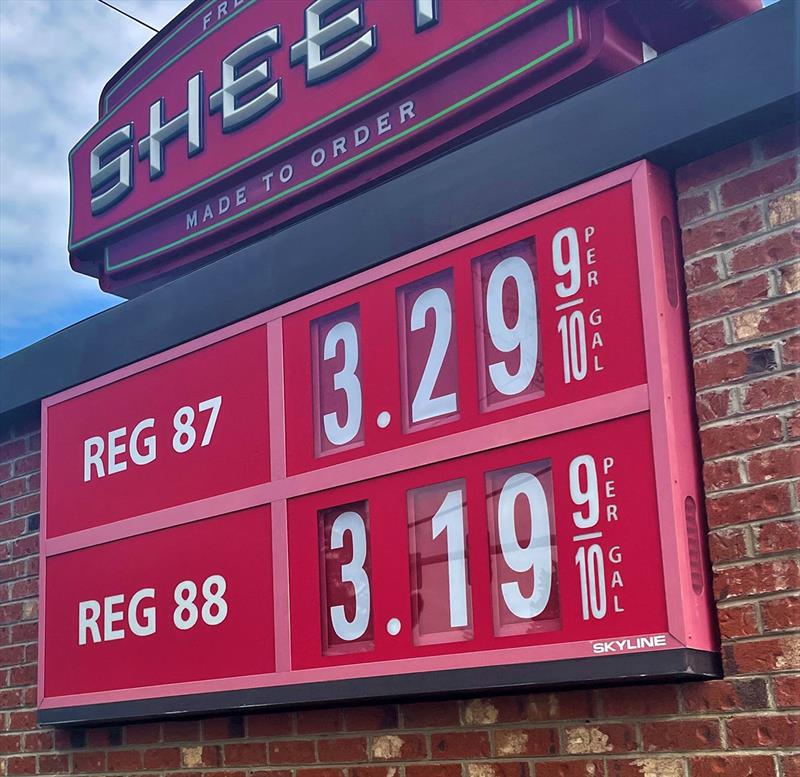 FRE
SHEET
MADE TO ORDER
REG 87 3.29 9/10 PER GAL
REG 88 3.19 9/10 PER GAL
SKYLINE